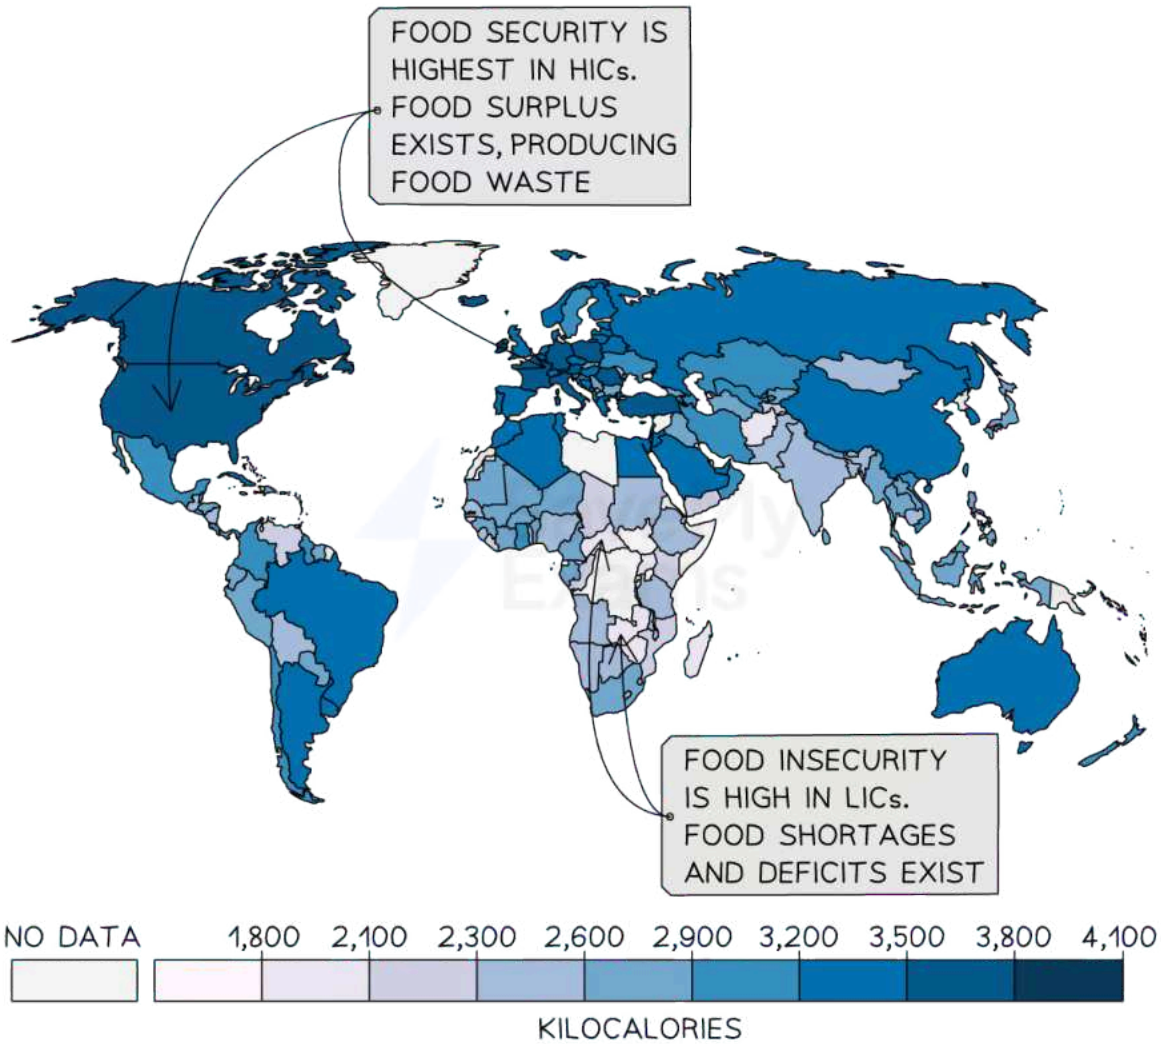 FOOD SECURITY IS
HIGHEST IN HICs.
FOOD SURPLUS
EXISTS, PRODUCING
FOOD WASTE
FOOD INSECURITY
IS HIGH IN LICs.
FOOD SHORTAGES
AND DEFICITS EXIST
NO DATA 1,800 2,100 2,300 2,600 2,900 3,200 3,500 3,800 4,100
KILOCALORIES